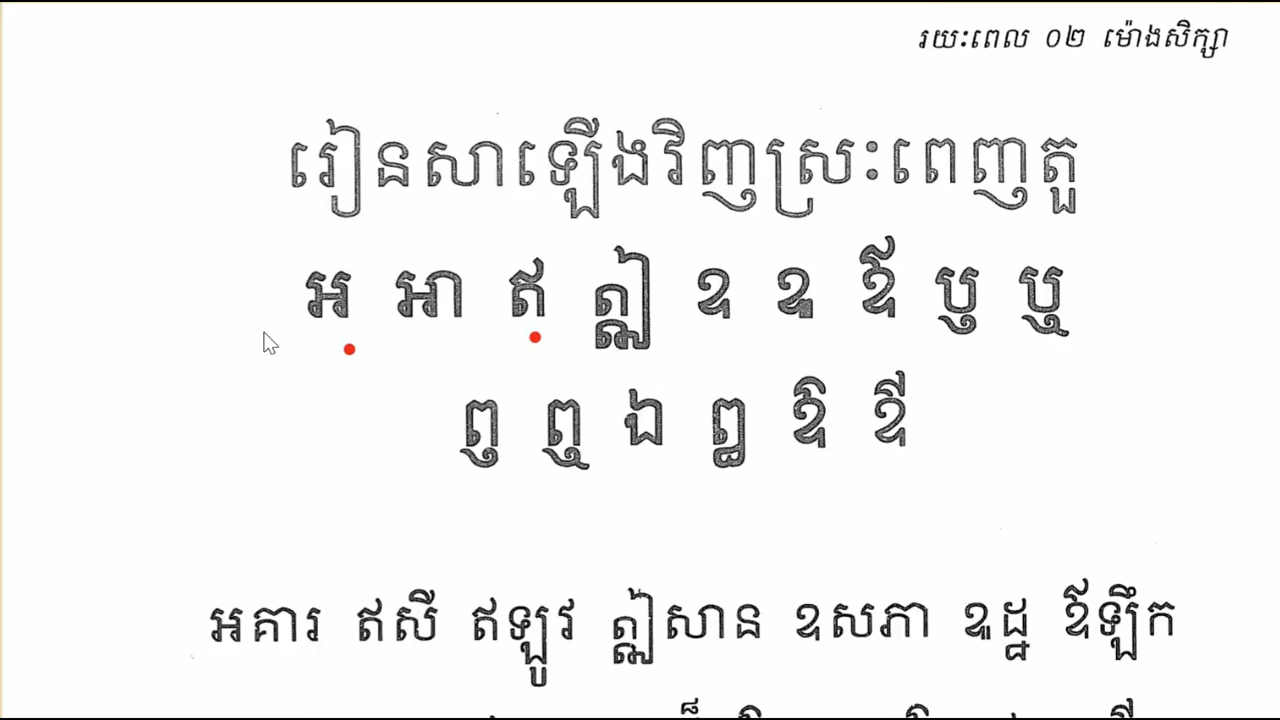 រយៈពេល ០២ ម៉ោងសិក្សា
រៀនសាឡើងវិញស្រៈពេញតួ
អ អា ឥ ឦ ឧ ឩ ឪ ឫ ឬ
ឭ ឮ ឯ ឰ ឱ ឳ
អគារ ឥសី ឥឡូវ ឦសាន ឧសភា ឩដ្ឋ ឪឡឹក